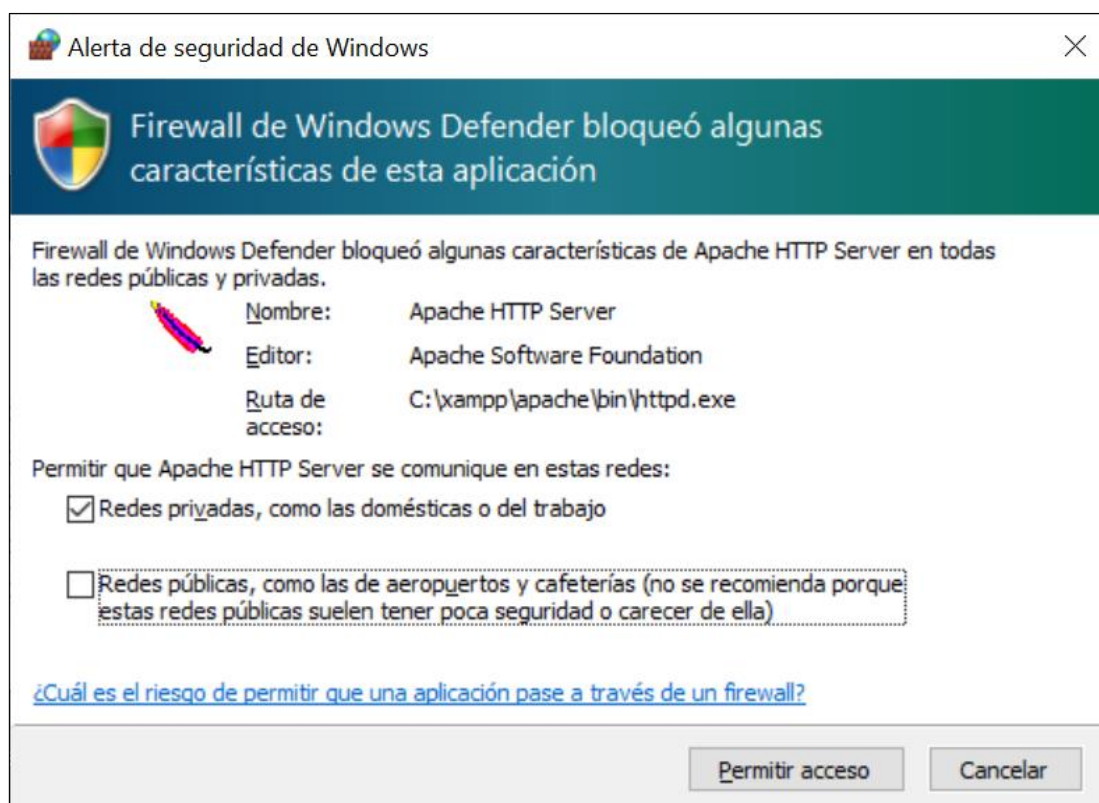 Alerta de seguridad de Windows
Firewall de Windows Defender bloqueó algunas
características de esta aplicación
Firewall de Windows Defender bloqueó algunas características de Apache HTTP Server en todas
las redes públicas y privadas.
Nombre: Apache HTTP Server
Editor: Apache Software Foundation
Ruta de C:\xampp\apache\bin\httpd.exe
acceso:
Permitir que Apache HTTP Server se comunique en estas redes:
Redes privadas, como las domésticas o del trabajo
Redes públicas, como las de aeropuertos y cafeterías (no se recomienda porque
estas redes públicas suelen tener poca seguridad o carecer de ella)
¿Cuál es el riesgo de permitir que una aplicación pase a través de un firewall?
Permitir acceso Cancelar